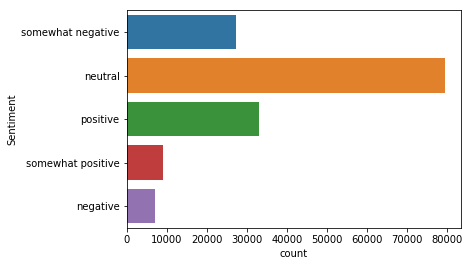 somewhat negative
neutral
positive
somewhat positive
negative
Sentiment
0 10000 20000 30000 40000 50000 60000 70000 80000
count